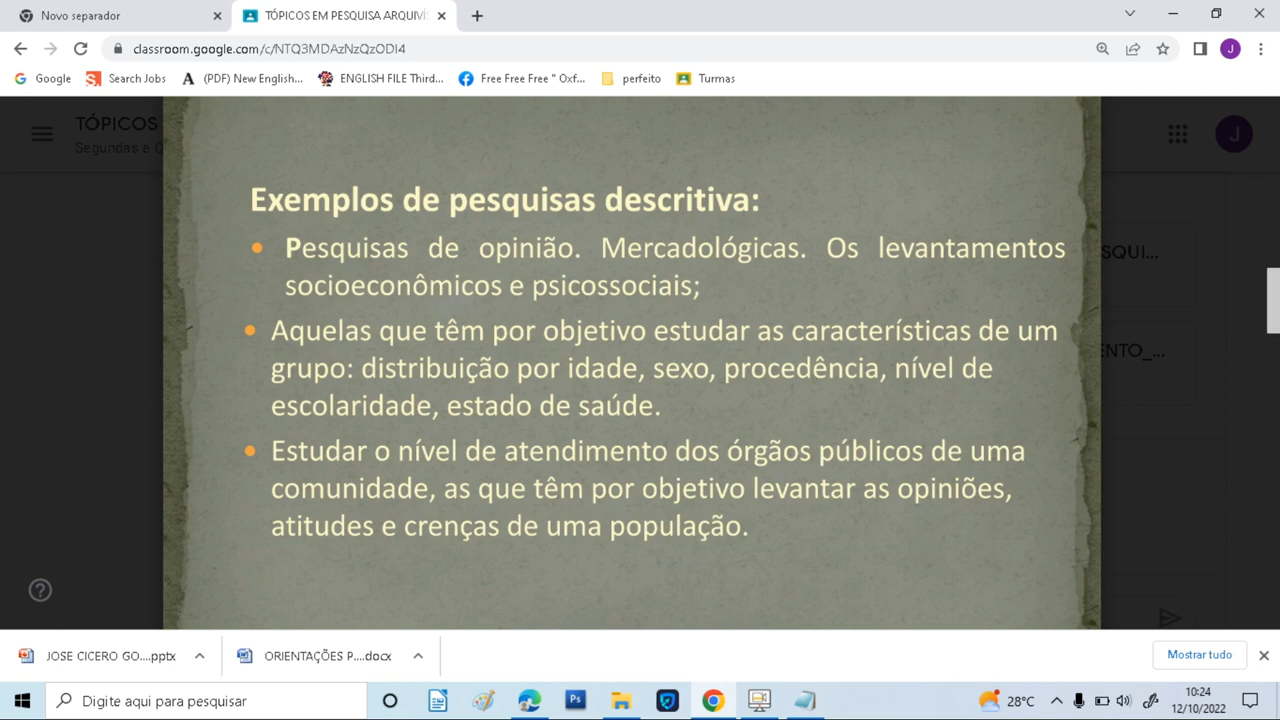 Novo separador
TÓPICOS EM PESQUISA ARQUIVÍS
classroom.google.com/c/NTQ3MDAzNzQzODI4
J
Google
Search Jobs
(PDF) New English...
ENGLISH FILE Third...
Free Free Free " Oxf...
perfeito
Turmas
TÓPICOS
Segundas e
J
Exemplos de pesquisas descritiva:
• Pesquisas de opinião. Mercadológicas. Os levantamentos
socioeconômicos e psicossociais;
• Aquelas que têm por objetivo estudar as características de um
grupo: distribuição por idade, sexo, procedência, nível de
escolaridade, estado de saúde.
• Estudar o nível de atendimento dos órgãos públicos de uma
comunidade, as que têm por objetivo levantar as opiniões,
atitudes e crenças de uma população.
SQUI...
NTO_...
JOSE CICERO GO....pptx
ORIENTAÇÕES P....docx
Mostrar tudo
Digite aqui para pesquisar
Ps
28°C
10:24
12/10/2022